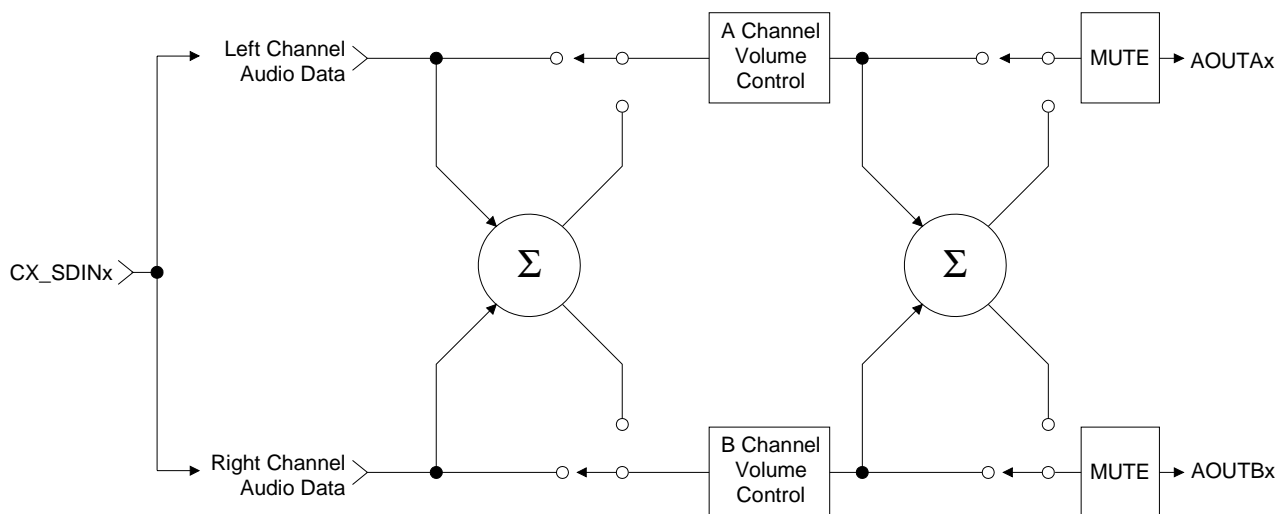 Left Channel
Audio Data
A Channel
Volume
Control
MUTE
AOUTAx
CX_SDINx
Σ
Σ
Right Channel
Audio Data
B Channel
Volume
Control
MUTE
AOUTBx